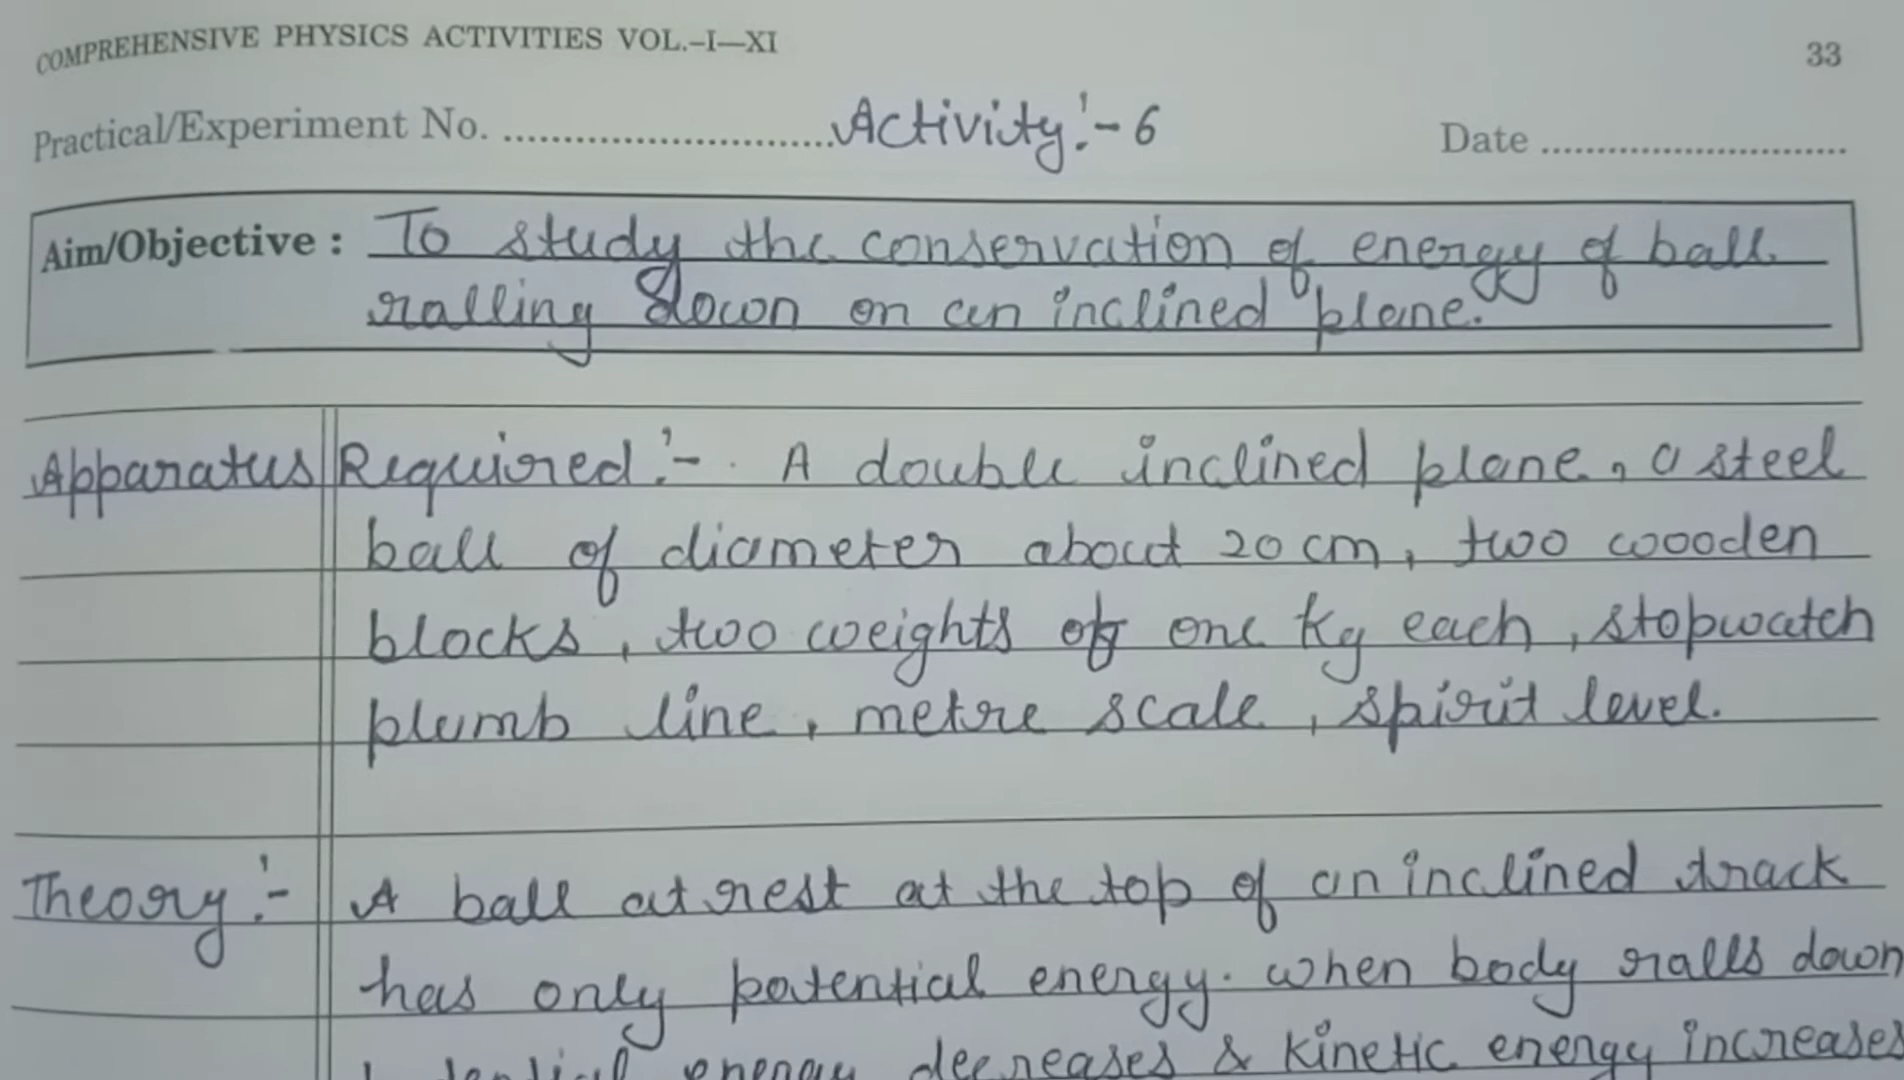 COMPREHENSIVE PHYSICS ACTIVITIES VOL.–I—XI
33
Practical/Experiment No. .............................. Activity:- 6
Date ..............................
Aim/Objective : To study the conservation of energy of ball
ralling down on an inclined plane.
Apparatus Required:- A double inclined plane, a steel
ball of diameter about 20 cm, two wooden
blocks, two weights of one kg each, stopwatch
plumb line, metre scale, spirit level.
Theory:- A ball at rest at the top of an inclined track
has only potential energy. when body ralls down
potential energy decreases & kinetic energy increases